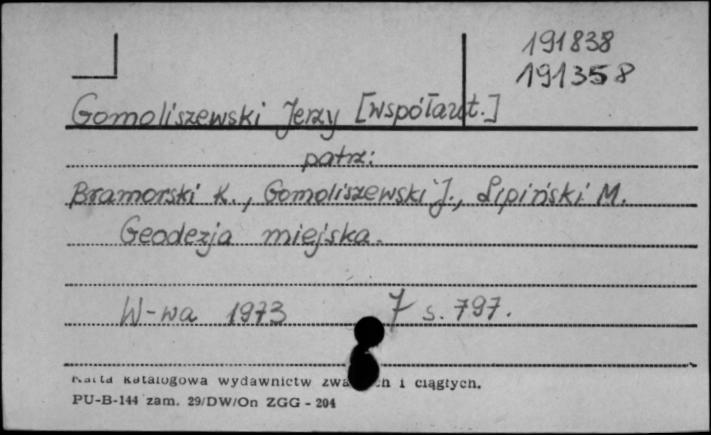 191838
191358
Gomoliszewski Jerzy [współaut.]
patrz:
Bramorski K., Gomoliszewski J., Lipiński M.
Geodezja miejska.
W-wa 1973 7 s. 797.
Karta katalogowa wydawnictw i ciągłych.
PU-B-144 zam. 29/DW/On ZGG - 204